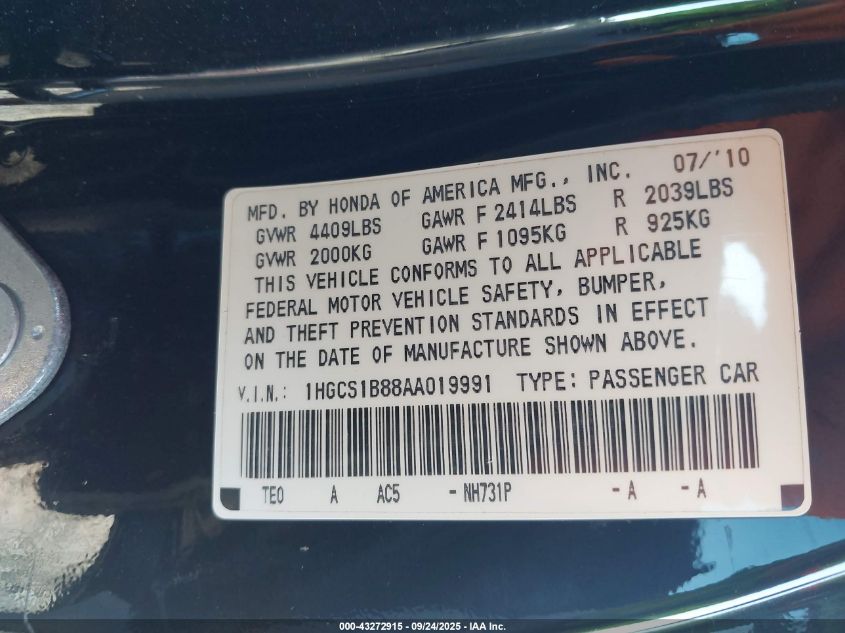 MFD. BY HONDA OF AMERICA MFG., INC. 07/'10
GVWR 4409LBS GAWR F 2414LBS R 2039LBS
GVWR 2000KG GAWR F 1095KG R 925KG
THIS VEHICLE CONFORMS TO ALL APPLICABLE
FEDERAL MOTOR VEHICLE SAFETY, BUMPER,
AND THEFT PREVENTION STANDARDS IN EFFECT
ON THE DATE OF MANUFACTURE SHOWN ABOVE.
V.I.N.: 1HGCS1B88AA019991 TYPE: PASSENGER CAR
TE0 A AC5 - NH731P - A - A
000-43272915 - 09/24/2025 - IAA Inc.